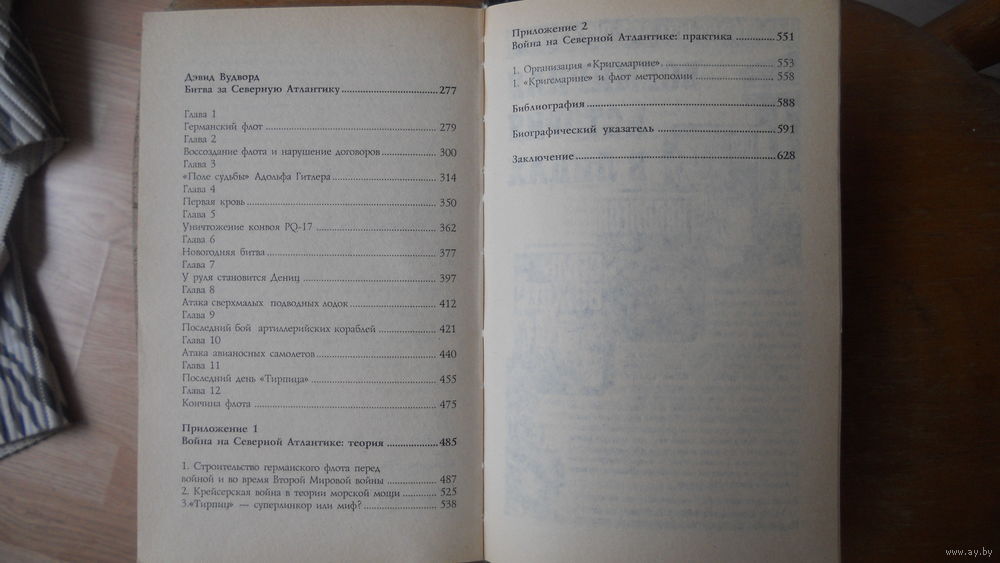 Дэвид Вудворд
Битва за Северную Атлантику 277
Глава 1
Германский флот 279
Глава 2
Воссоздание флота и нарушение договоров 300
Глава 3
«Поле судьбы» Адольфа Гитлера 314
Глава 4
Первая кровь 350
Глава 5
Уничтожение конвоя PQ-17 362
Глава 6
Новогодняя битва 377
Глава 7
У руля становится Дениц 397
Глава 8
Атака сверхмалых подводных лодок 412
Глава 9
Последний бой артиллерийских кораблей 421
Глава 10
Атака авианосных самолетов 440
Глава 11
Последний день «Тирпица» 455
Глава 12
Кончина флота 475
Приложение 1
Война на Северной Атлантике: теория 485
1. Строительство германского флота перед
войной и во время Второй Мировой войны 487
2. Крейсерская война в теории морской мощи 525
3.«Тирпиц» — суперлинкор или миф? 538
Приложение 2
Война на Северной Атлантике: практика 551
1. Организация «Кригсмарине». 553
1. «Кригсмарине» и флот метрополии 558
Библиография 588
Биографический указатель 591
Заключение 628
www.ay.by